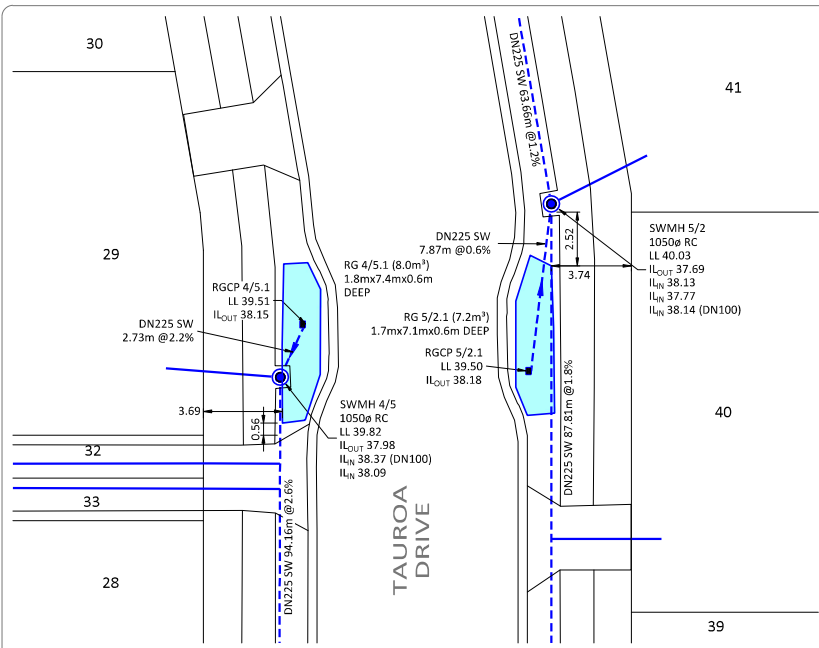 30
41
29
DN225 SW 63.66m @1.2%
DN225 SW
7.87m @0.6%
2.52
3.74
SWMH 5/2
1050ø RC
LL 40.03
ILOUT 37.69
ILIN 38.13
ILIN 37.77
ILIN 38.14 (DN100)
RG 4/5.1 (8.0m³)
1.8mx7.4mx0.6m
DEEP
RGCP 4/5.1
LL 39.51
ILOUT 38.15
DN225 SW
2.73m @2.2%
RG 5/2.1 (7.2m³)
1.7mx7.1mx0.6m DEEP
RGCP 5/2.1
LL 39.50
ILOUT 38.18
3.69
0.56
SWMH 4/5
1050ø RC
LL 39.82
ILOUT 37.98
ILIN 38.37 (DN100)
ILIN 38.09
DN225 SW 87.81m @1.8%
40
32
33
28
DN225 SW 94.16m @2.6%
TAUROA
DRIVE
39